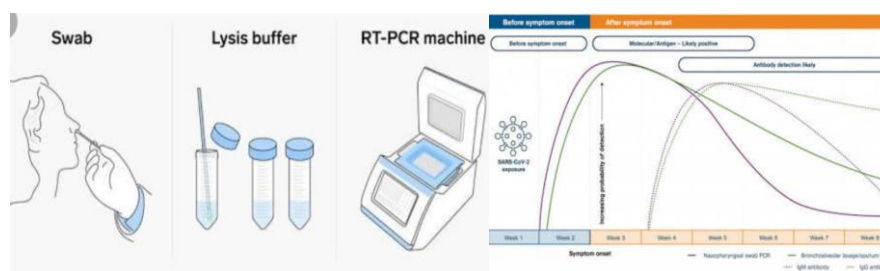 Swab
Lysis buffer
RT-PCR machine
Before symptom onset
After symptom onset
Before symptom onset
Molecular/Antigen – Likely positive
Antibody detection likely
Increasing probability of detection
SARS-CoV-2
exposure
Week 1
Week 2
Week 3
Week 4
Week 5
Week 6
Week 7
Week 8
Symptom onset
Nasopharyngeal swab PCR
Bronchoalveolar lavage/sputum
IgM antibody
IgG anti